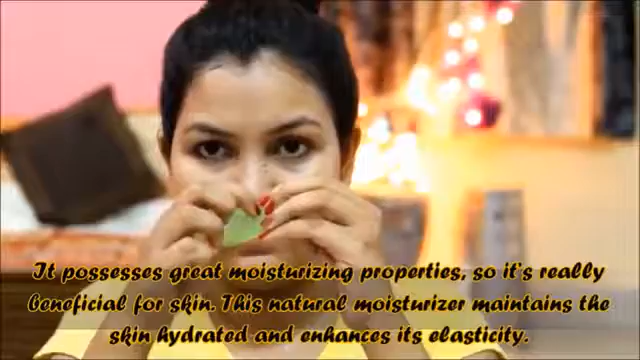 It possesses great moisturizing properties, so it's really
beneficial for skin. This natural moisturizer maintains the
skin hydrated and enhances its elasticity.